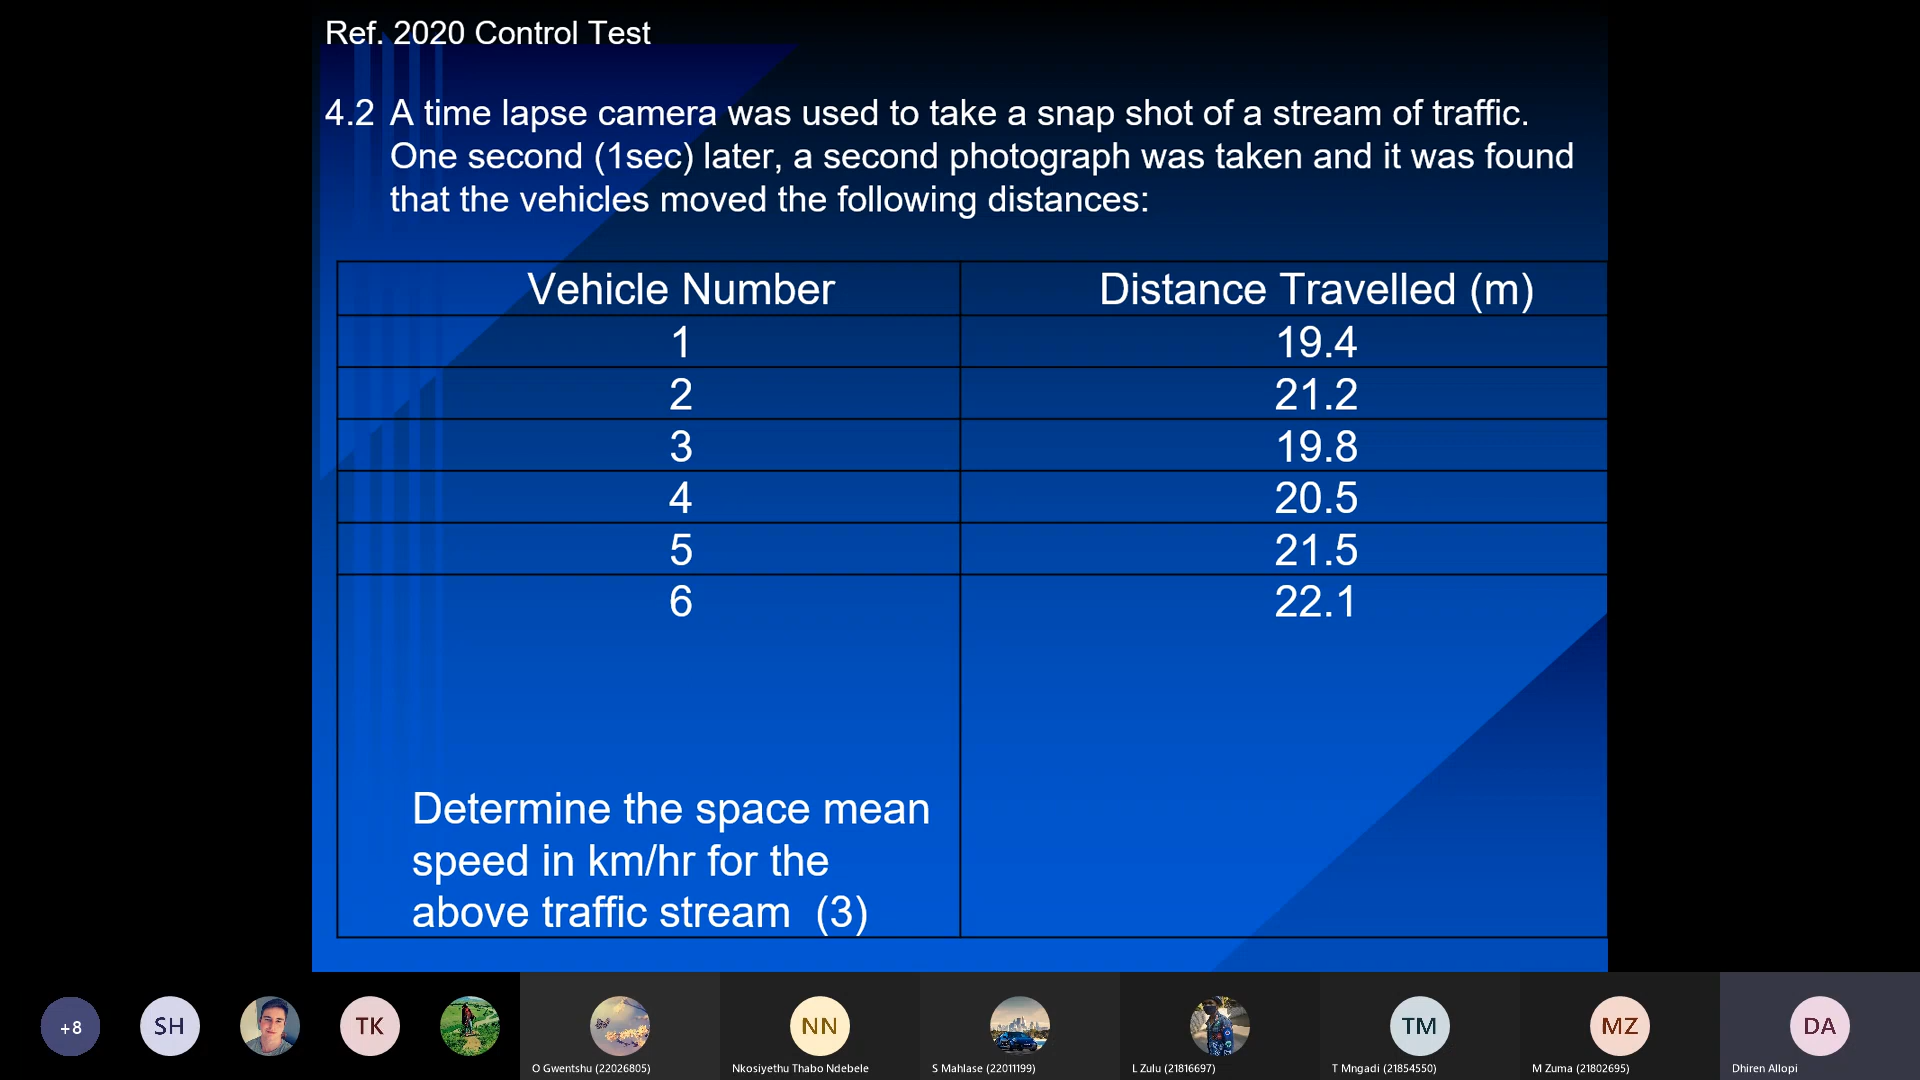 Ref. 2020 Control Test
4.2 A time lapse camera was used to take a snap shot of a stream of traffic.
One second (1sec) later, a second photograph was taken and it was found
that the vehicles moved the following distances:
Vehicle Number Distance Travelled (m)
1 19.4
2 21.2
3 19.8
4 20.5
5 21.5
6 22.1
Determine the space mean
speed in km/hr for the
above traffic stream (3)
+8 SH TK NN TM MZ DA
O Gwentshu (22026805) Nkosiyethu Thabo Ndebele S Mahlase (22011199) L Zulu (21816697) T Mngadi (21854550) M Zuma (21802695) Dhiren Allopi